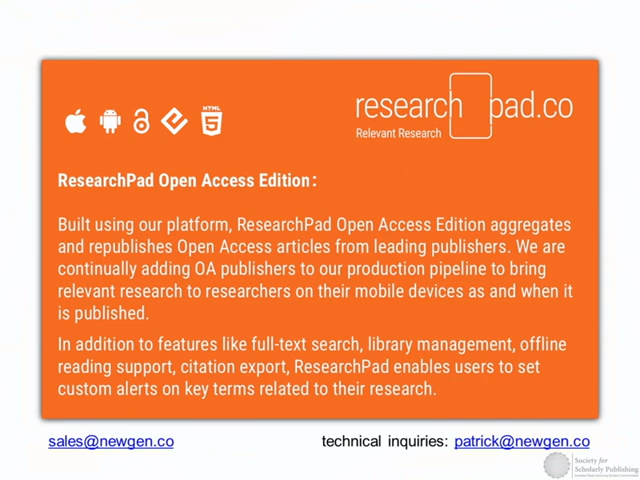 research pad.co
HTML
Relevant Research
ResearchPad Open Access Edition:
Built using our platform, ResearchPad Open Access Edition aggregates
and republishes Open Access articles from leading publishers. We are
continually adding OA publishers to our production pipeline to bring
relevant research to researchers on their mobile devices as and when it
is published.
In addition to features like full-text search, library management, offline
reading support, citation export, ResearchPad enables users to set
custom alerts on key terms related to their research.
sales@newgen.co technical inquiries: patrick@newgen.co
Society for
Scholarly Publishing